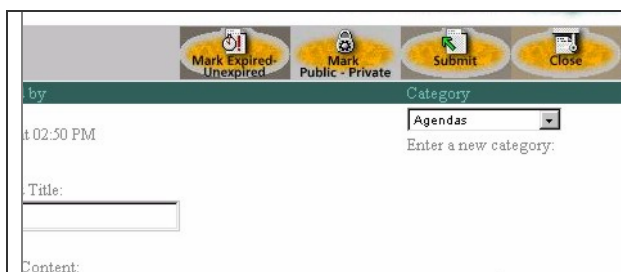 Mark Expired-
Unexpired
Mark
Public - Private
Submit
Close
by
Category
Agendas
at 02:50 PM
Enter a new category:
Title:
Content: